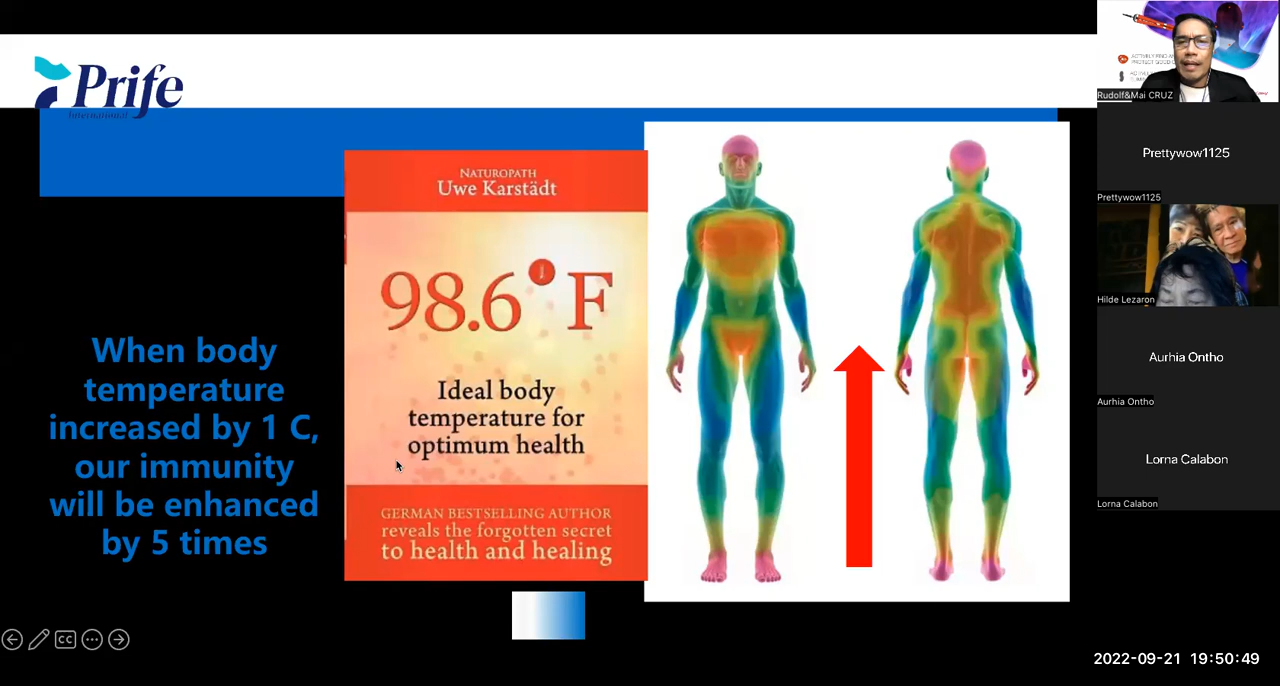 Prife
International
When body
temperature
increased by 1 C,
our immunity
will be enhanced
by 5 times
NATUROPATH
Uwe Karstädt
98.6° F
Ideal body
temperature for
optimum health
GERMAN BESTSELLING AUTHOR
reveals the forgotten secret
to health and healing
CC
Rudolf&Mai CRUZ
Prettywow1125
Prettywow1125
Hilde Lezaron
Aurhia Ontho
Aurhia Ontho
Lorna Calabon
Lorna Calabon
2022-09-21 19:50:49